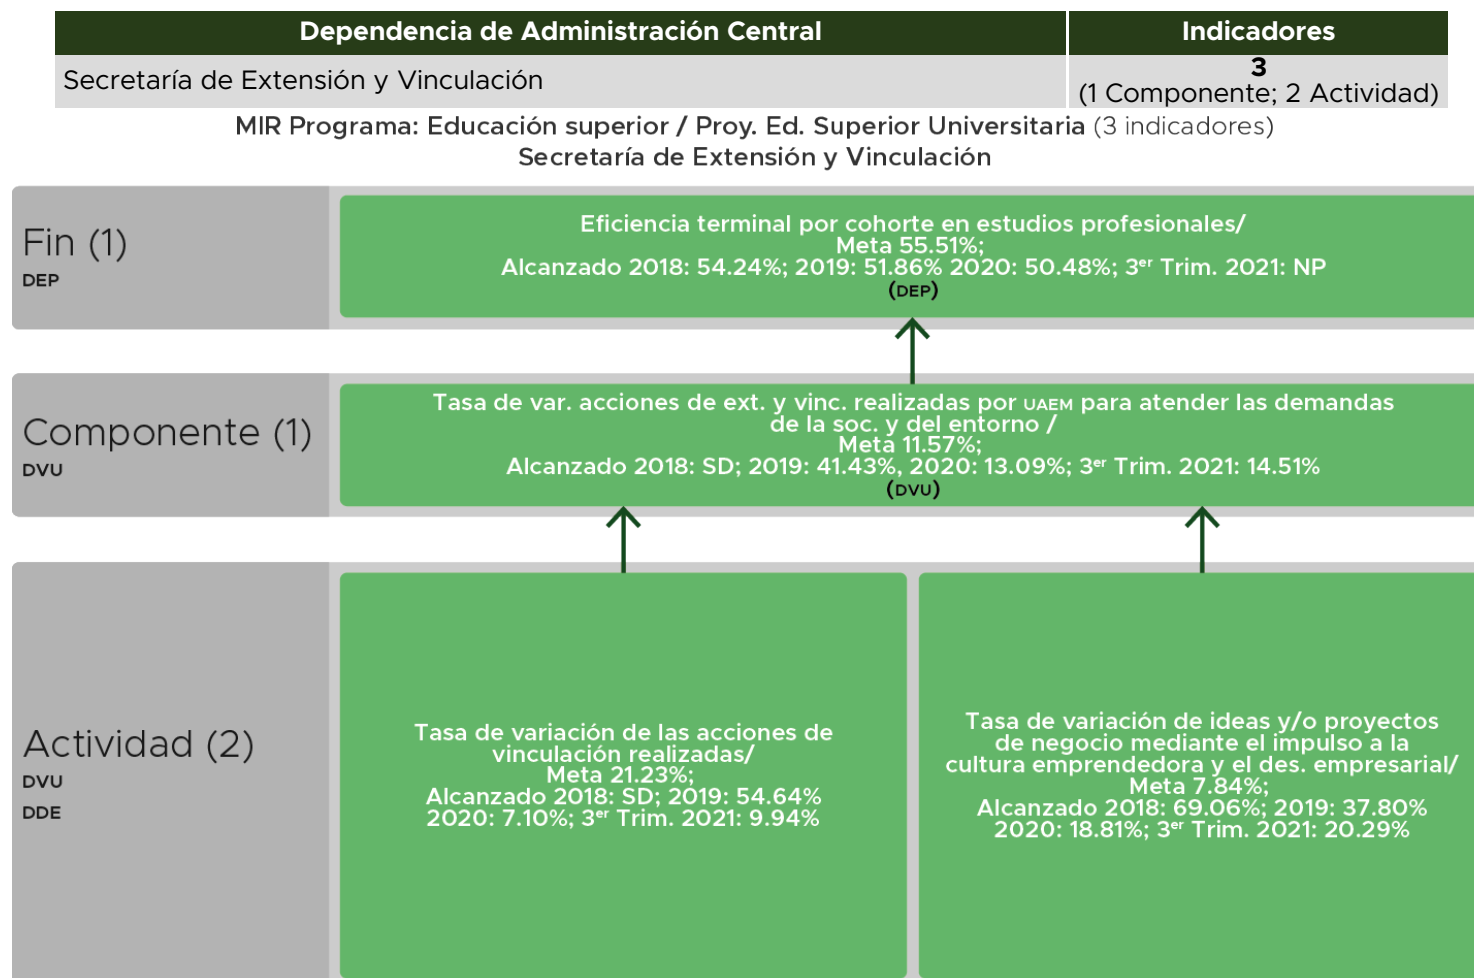 Dependencia de Administración Central
Indicadores
Secretaría de Extensión y Vinculación
3
(1 Componente; 2 Actividad)
MIR Programa: Educación superior / Proy. Ed. Superior Universitaria (3 indicadores)
Secretaría de Extensión y Vinculación
Fin (1)
DEP
Eficiencia terminal por cohorte en estudios profesionales/
Meta 55.51%;
Alcanzado 2018: 54.24%; 2019: 51.86% 2020: 50.48%; 3er Trim. 2021: NP
(DEP)
Componente (1)
DVU
Tasa de var. acciones de ext. y vinc. realizadas por UAEM para atender las demandas
de la soc. y del entorno /
Meta 11.57%;
Alcanzado 2018: SD; 2019: 41.43%, 2020: 13.09%; 3er Trim. 2021: 14.51%
(DVU)
Actividad (2)
DVU
DDE
Tasa de variación de las acciones de
vinculación realizadas/
Meta 21.23%;
Alcanzado 2018: SD; 2019: 54.64%
2020: 7.10%; 3er Trim. 2021: 9.94%
Tasa de variación de ideas y/o proyectos
de negocio mediante el impulso a la
cultura emprendedora y el des. empresarial/
Meta 7.84%;
Alcanzado 2018: 69.06%; 2019: 37.80%
2020: 18.81%; 3er Trim. 2021: 20.29%